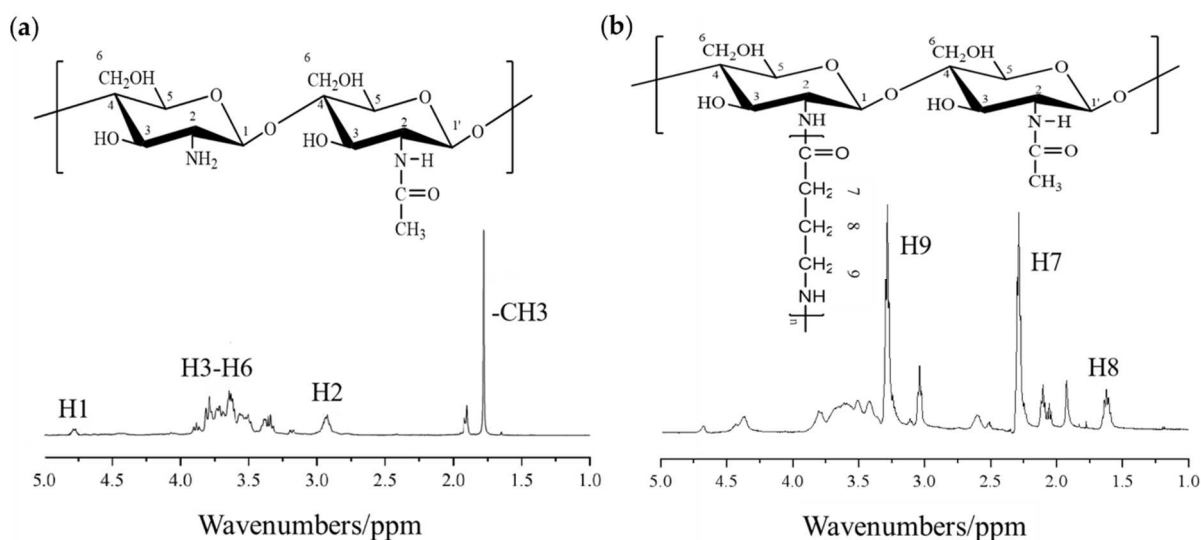 (a)
6
CH₂OH
5
O
4
HO
3
2
1
NH₂
O
6
CH₂OH
5
O
4
HO
3
2
1'
O
N-H
C=O
CH₃
H1
H3-H6
H2
-CH3
5.0 4.5 4.0 3.5 3.0 2.5 2.0 1.5 1.0
Wavenumbers/ppm
(b)
6
CH₂OH
5
O
4
HO
3
2
1
O
NH
C=O
CH₂ 7
CH₂ 8
CH₂ 9
NH
n
6
CH₂OH
5
O
4
HO
3
2
1'
O
N-H
C=O
CH₃
H9
H7
H8
5.0 4.5 4.0 3.5 3.0 2.5 2.0 1.5 1.0
Wavenumbers/ppm